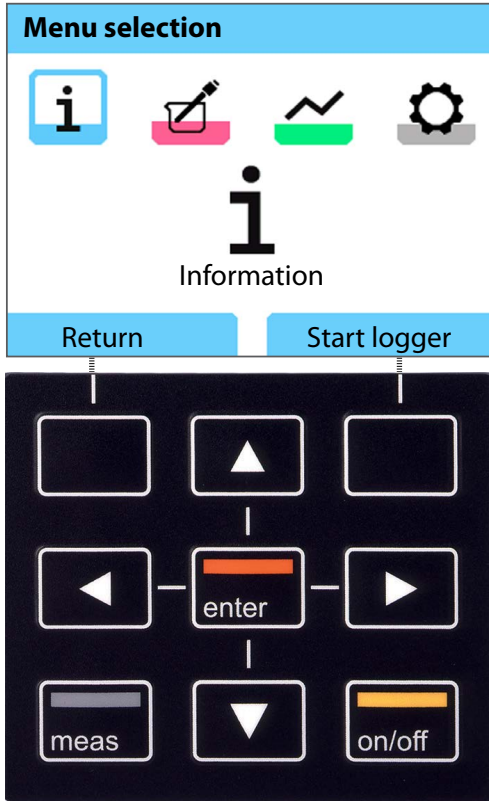 Menu selection
i
i
Information
Return Start logger
enter
meas on/off